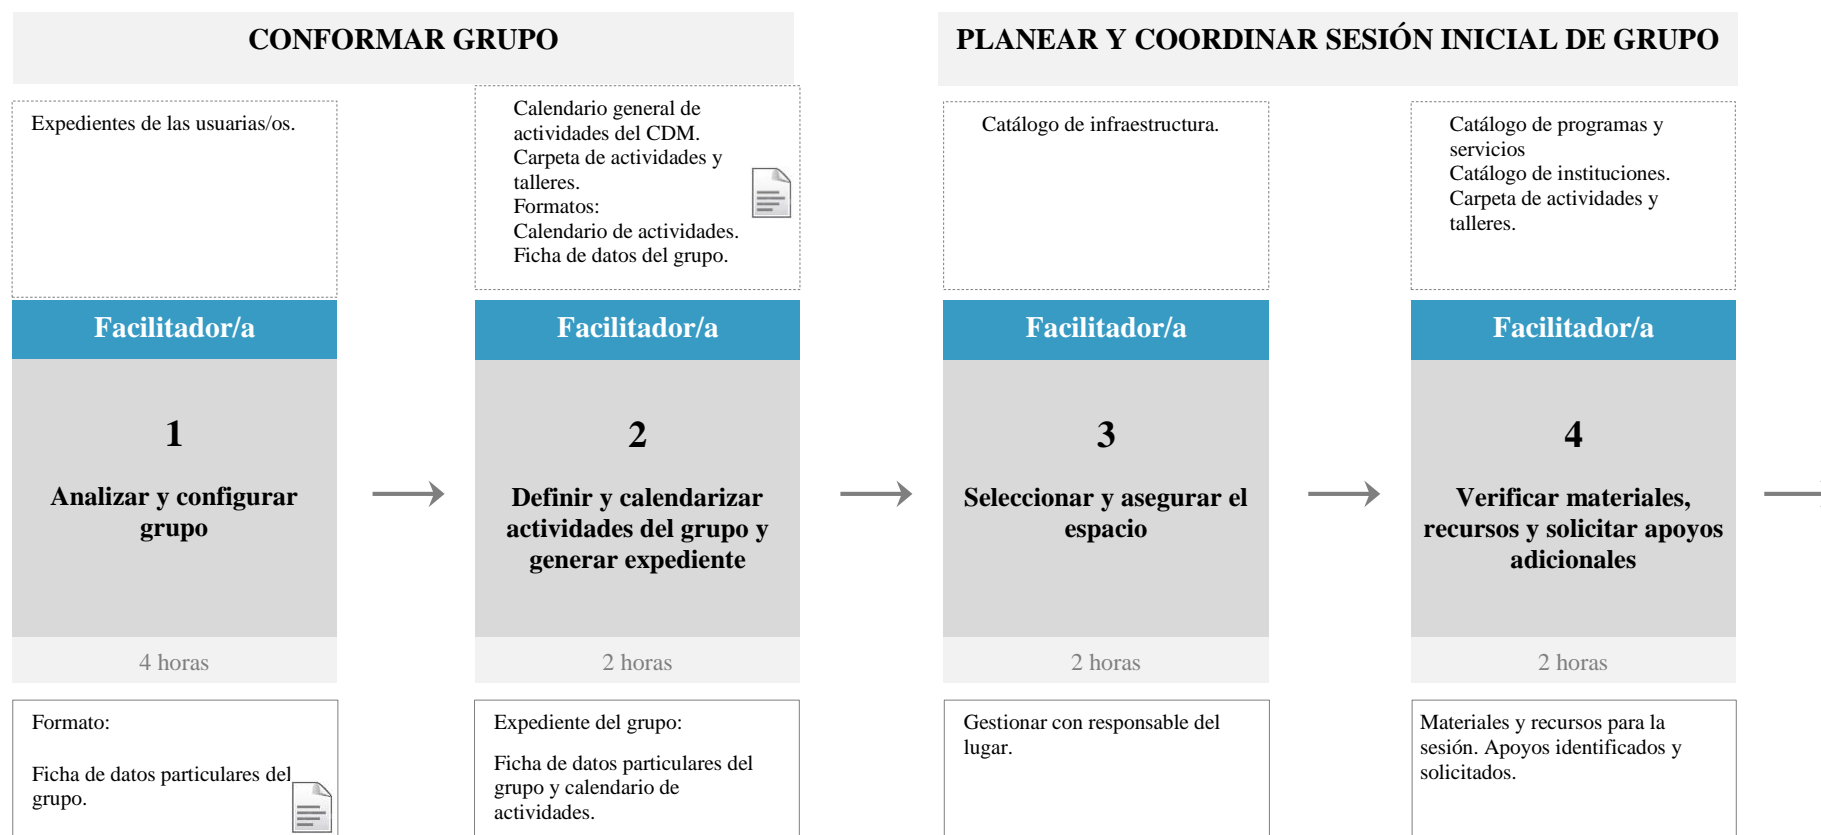 CONFORMAR GRUPO
PLANEAR Y COORDINAR SESIÓN INICIAL DE GRUPO
Expedientes de las usuarias/os.
Calendario general de
actividades del CDM.
Carpeta de actividades y
talleres.
Formatos:
Calendario de actividades.
Ficha de datos del grupo.
Catálogo de infraestructura.
Catálogo de programas y
servicios
Catálogo de instituciones.
Carpeta de actividades y
talleres.
Facilitador/a
Facilitador/a
Facilitador/a
Facilitador/a
1
Analizar y configurar
grupo
2
Definir y calendarizar
actividades del grupo y
generar expediente
3
Seleccionar y asegurar el
espacio
4
Verificar materiales,
recursos y solicitar apoyos
adicionales
4 horas
2 horas
2 horas
2 horas
Formato:
Ficha de datos particulares del
grupo.
Expediente del grupo:
Ficha de datos particulares del
grupo y calendario de
actividades.
Gestionar con responsable del
lugar.
Materiales y recursos para la
sesión. Apoyos identificados y
solicitados.